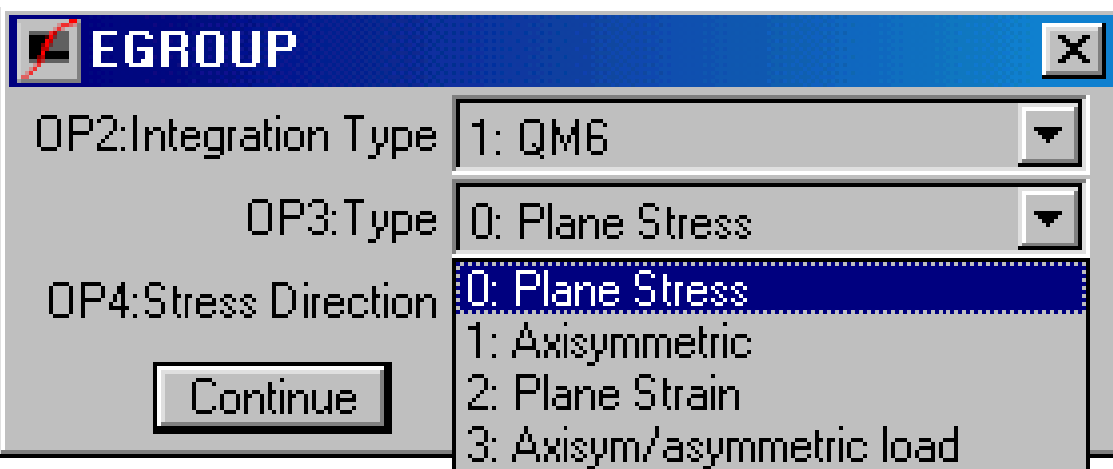 EGROUP
OP2:Integration Type 1: QM6
OP3:Type 0: Plane Stress
OP4:Stress Direction 0: Plane Stress
1: Axisymmetric
Continue 2: Plane Strain
3: Axisym/asymmetric load